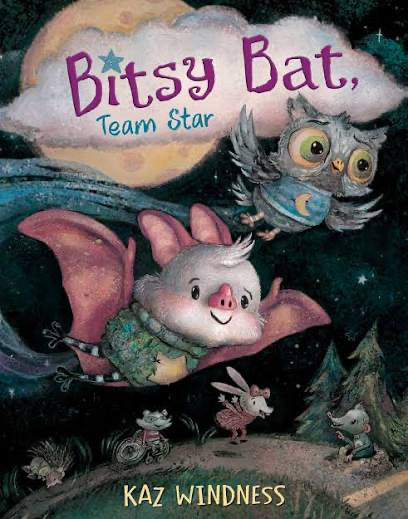 Bitsy Bat,
Team Star
KAZ WINDNESS